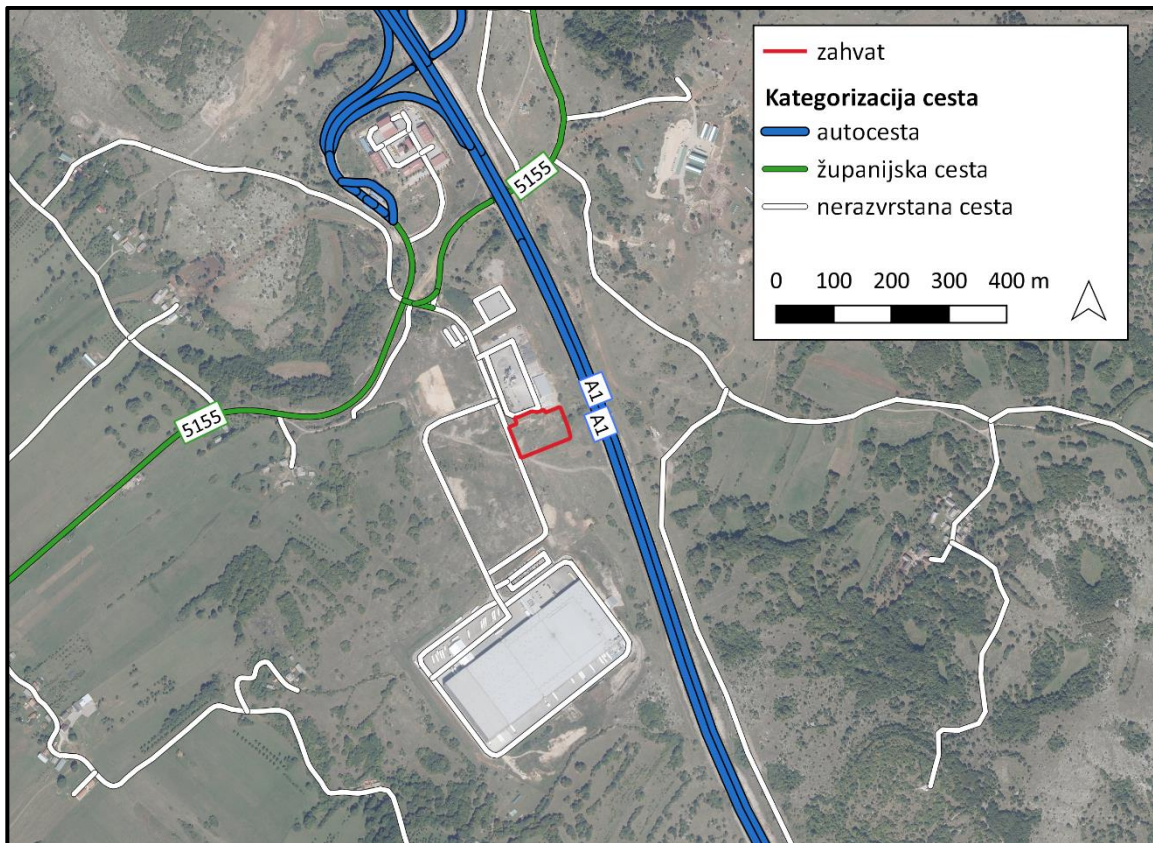 zahvat
Kategorizacija cesta
autocesta
županijska cesta
nerazvrstana cesta
0 100 200 300 400 m
5155
A1
A1
5155